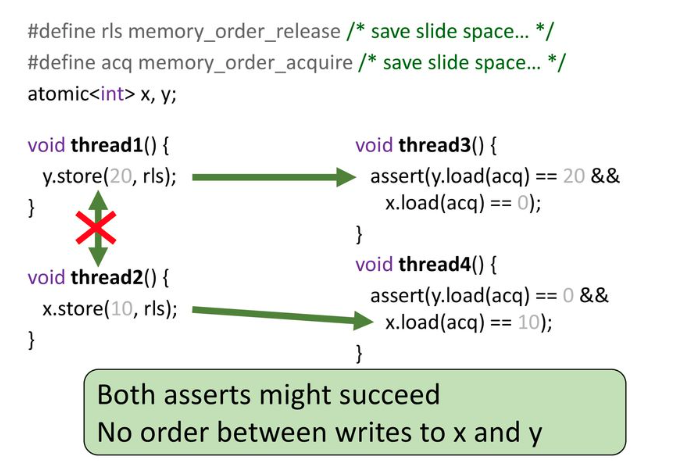 #define rls memory_order_release /* save slide space… */
#define acq memory_order_acquire /* save slide space… */
atomic<int> x, y;
void thread1() {
y.store(20, rls);
}
void thread2() {
x.store(10, rls);
}
void thread3() {
assert(y.load(acq) == 20 &&
x.load(acq) == 0);
}
void thread4() {
assert(y.load(acq) == 0 &&
x.load(acq) == 10);
}
Both asserts might succeed
No order between writes to x and y